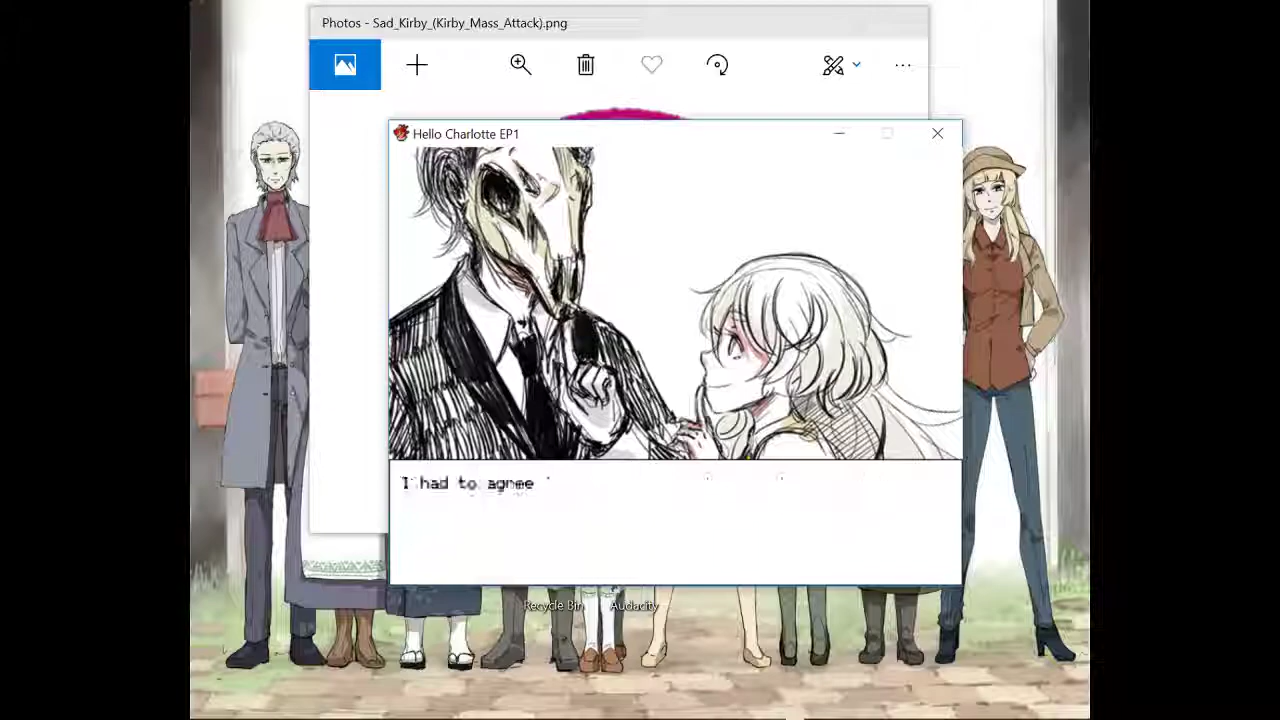 Photos - Sad_Kirby_(Kirby_Mass_Attack).png
Hello Charlotte EP1
I had to agree
Recycle Bin
Audacity